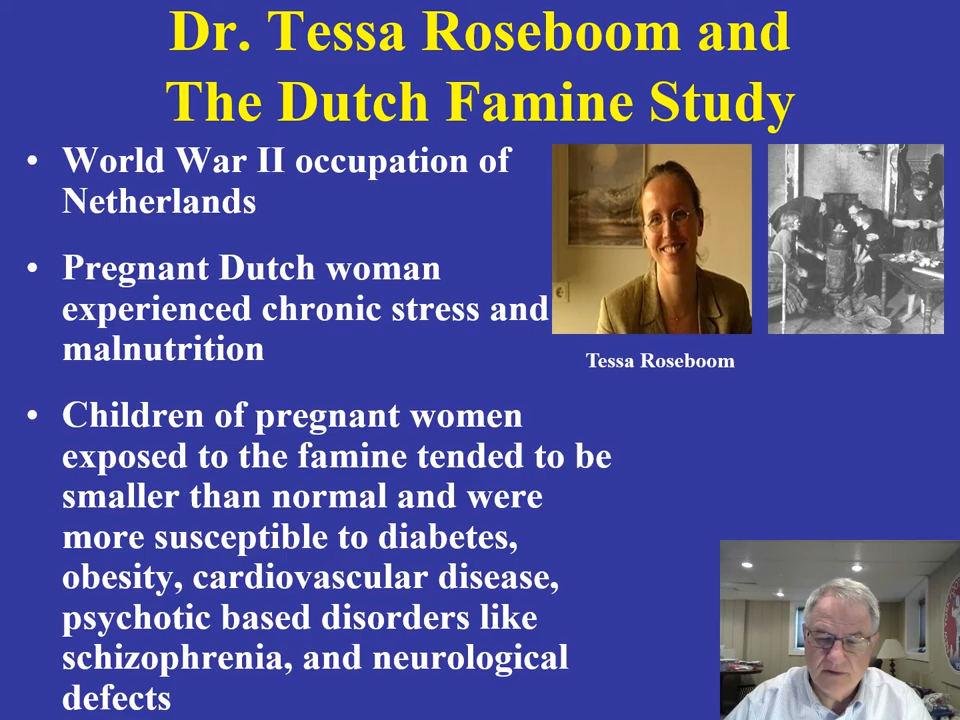 Dr. Tessa Roseboom and
The Dutch Famine Study
• World War II occupation of
Netherlands
• Pregnant Dutch woman
experienced chronic stress and
malnutrition
Tessa Roseboom
• Children of pregnant women
exposed to the famine tended to be
smaller than normal and were
more susceptible to diabetes,
obesity, cardiovascular disease,
psychotic based disorders like
schizophrenia, and neurological
defects